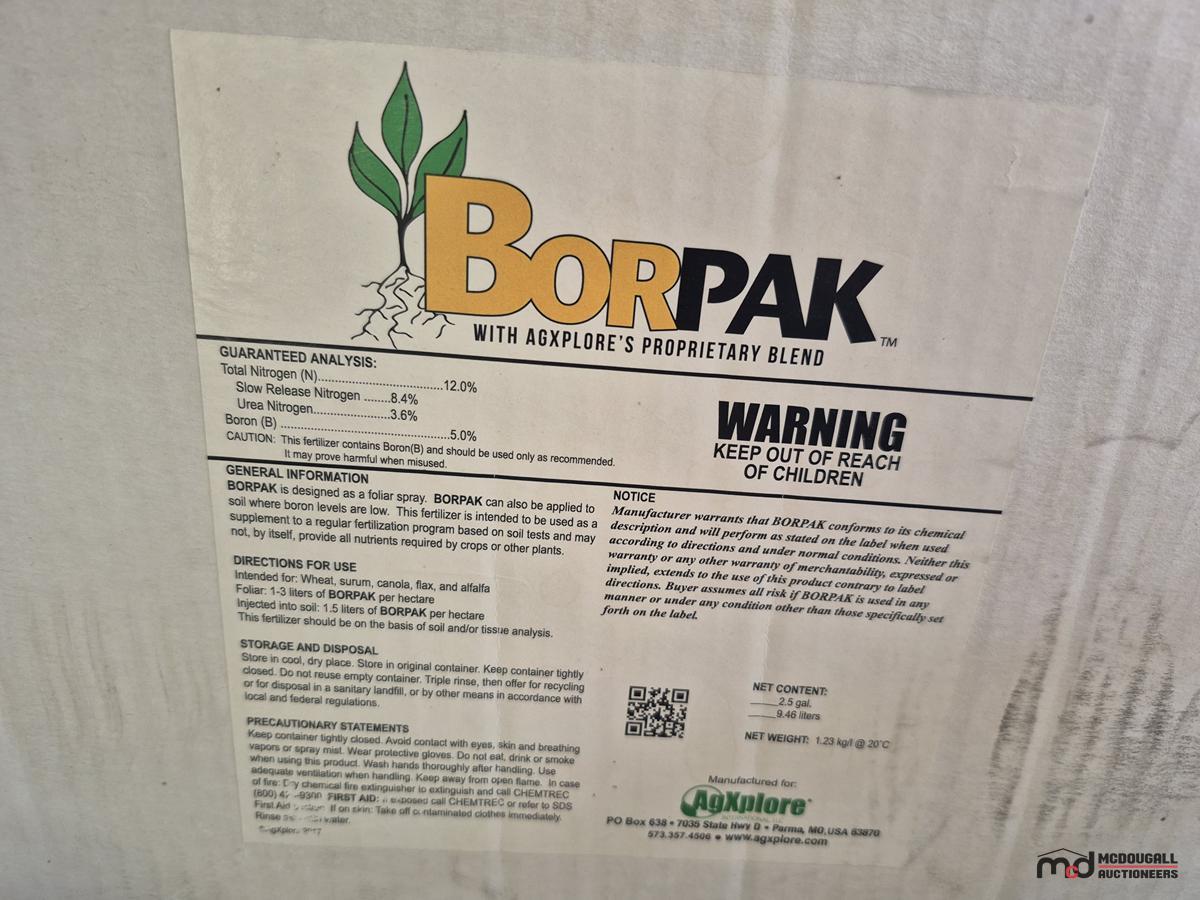 BORPAK™
WITH AGXPLORE'S PROPRIETARY BLEND
GUARANTEED ANALYSIS:
Total Nitrogen (N)..............................12.0%
Slow Release Nitrogen ........8.4%
Urea Nitrogen......................3.6%
Boron (B) ...........................................5.0%
CAUTION: This fertilizer contains Boron(B) and should be used only as recommended.
It may prove harmful when misused.
WARNING
KEEP OUT OF REACH
OF CHILDREN
GENERAL INFORMATION
BORPAK is designed as a foliar spray. BORPAK can also be applied to
soil where boron levels are low. This fertilizer is intended to be used as a
supplement to a regular fertilization program based on soil tests and may
not, by itself, provide all nutrients required by crops or other plants.
DIRECTIONS FOR USE
Intended for: Wheat, surum, canola, flax, and alfalfa
Foliar: 1-3 liters of BORPAK per hectare
Injected into soil: 1.5 liters of BORPAK per hectare
This fertilizer should be on the basis of soil and/or tissue analysis.
STORAGE AND DISPOSAL
Store in cool, dry place. Store in original container. Keep container tightly
closed. Do not reuse empty container. Triple rinse, then offer for recycling
or for disposal in a sanitary landfill, or by other means in accordance with
local and federal regulations.
PRECAUTIONARY STATEMENTS
Keep container tightly closed. Avoid contact with eyes, skin and breathing
vapors or spray mist. Wear protective gloves. Do not eat, drink or smoke
when using this product. Wash hands thoroughly after handling. Use
adequate ventilation when handling. Keep away from open flame. In case
of fire: Dry chemical fire extinguisher to extinguish and call CHEMTREC
(800) FIRST AID: exposed call CHEMTREC or refer to SDS
First Aid If on skin: Take off contaminated clothes immediately.
Rinse water.
NOTICE
Manufacturer warrants that BORPAK conforms to its chemical
description and will perform as stated on the label when used
according to directions and under normal conditions. Neither this
warranty or any other warranty of merchantability, expressed or
implied, extends to the use of this product contrary to label
directions. Buyer assumes all risk if BORPAK is used in any
manner or under any condition other than those specifically set
forth on the label.
NET CONTENT:
_____2.5 gal.
_____9.46 liters
NET WEIGHT: 1.23 kg/l @ 20°C
Manufactured for:
AgXplore
INTERNATIONAL
PO Box 638 • 7035 State Hwy D • Parma, MO, USA 63870
573.357.4506 • www.agxplore.com
mcd MCDOUGALL
AUCTIONEERS